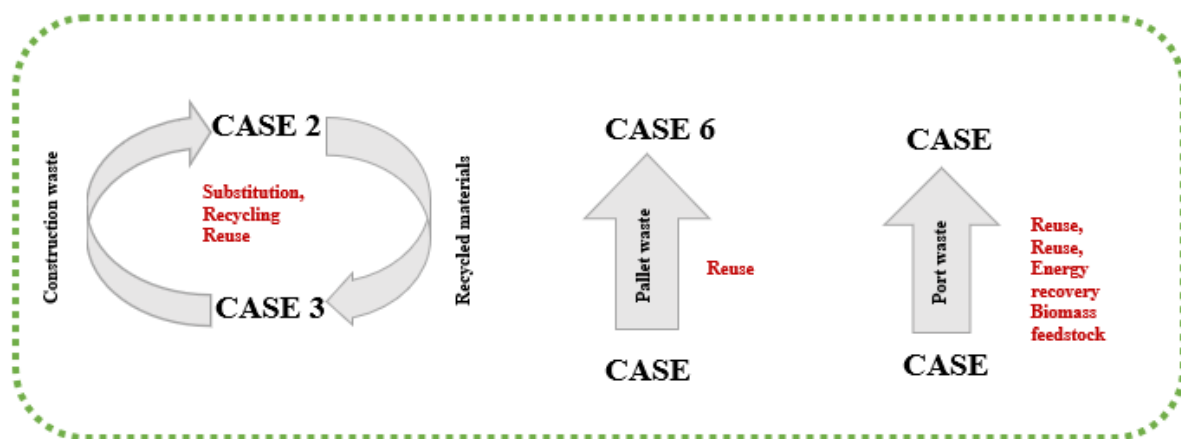 Construction waste
CASE 2
Substitution,
Recycling
Reuse
CASE 3
Recycled materials
CASE 6
Pallet waste
Reuse
CASE
CASE
Port waste
Reuse,
Reuse,
Energy
recovery
Biomass
feedstock
CASE